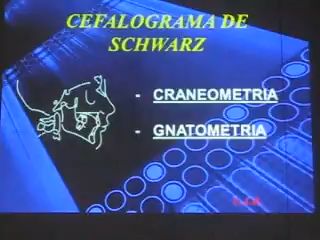 CEFALOGRAMA DE
SCHWARZ
- CRANEOMETRIA
- GNATOMETRIA